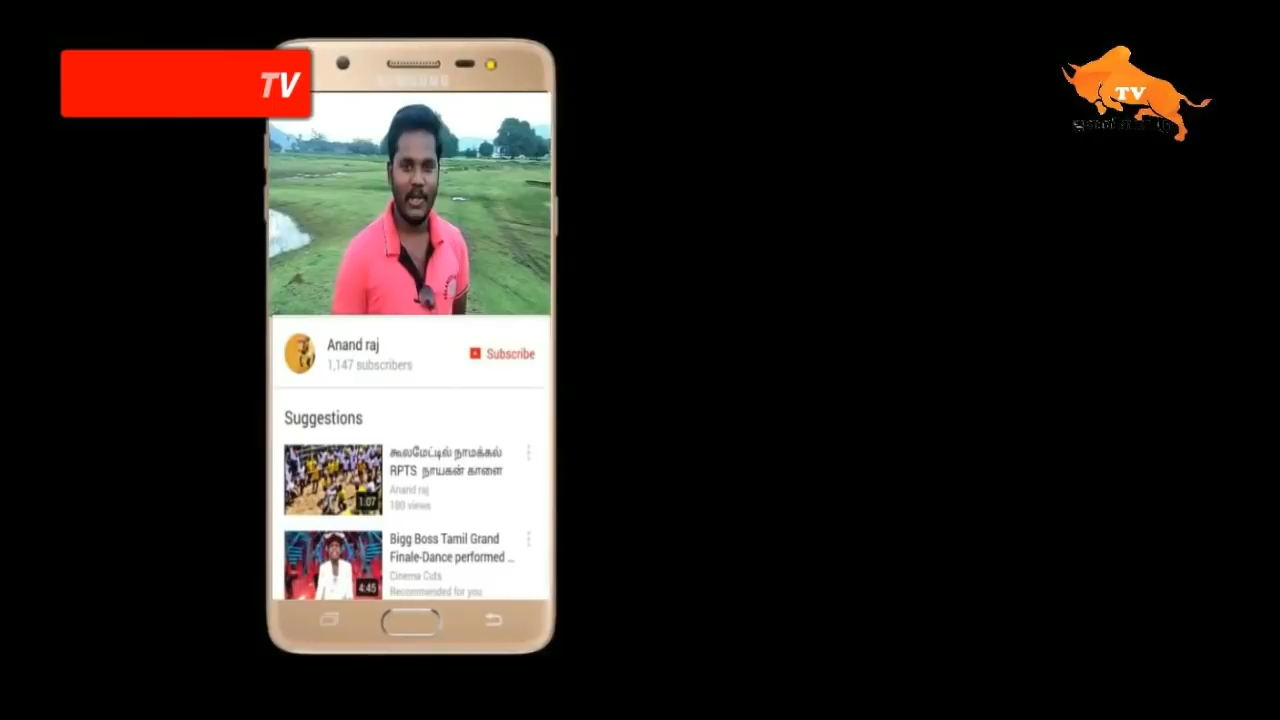 TV
TV
SAMSUNG
Anand raj
1,147 subscribers
Subscribe
Suggestions
கூலமேட்டில் நாமக்கல்
RPTS நாயகன் காளை
Anand raj
180 views
1:07
Bigg Boss Tamil Grand
Finale-Dance performed ...
Cinema Cuts
Recommended for you
4:45